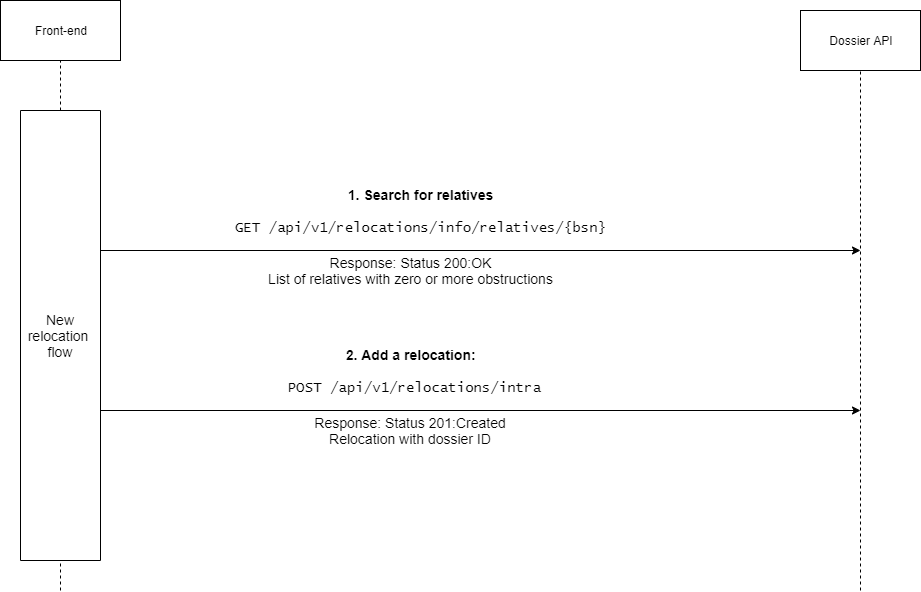 Front-end
Dossier API
1. Search for relatives
GET /api/v1/relocations/info/relatives/{bsn}
Response: Status 200:OK
List of relatives with zero or more obstructions
New
relocation
flow
2. Add a relocation:
POST /api/v1/relocations/intra
Response: Status 201:Created
Relocation with dossier ID